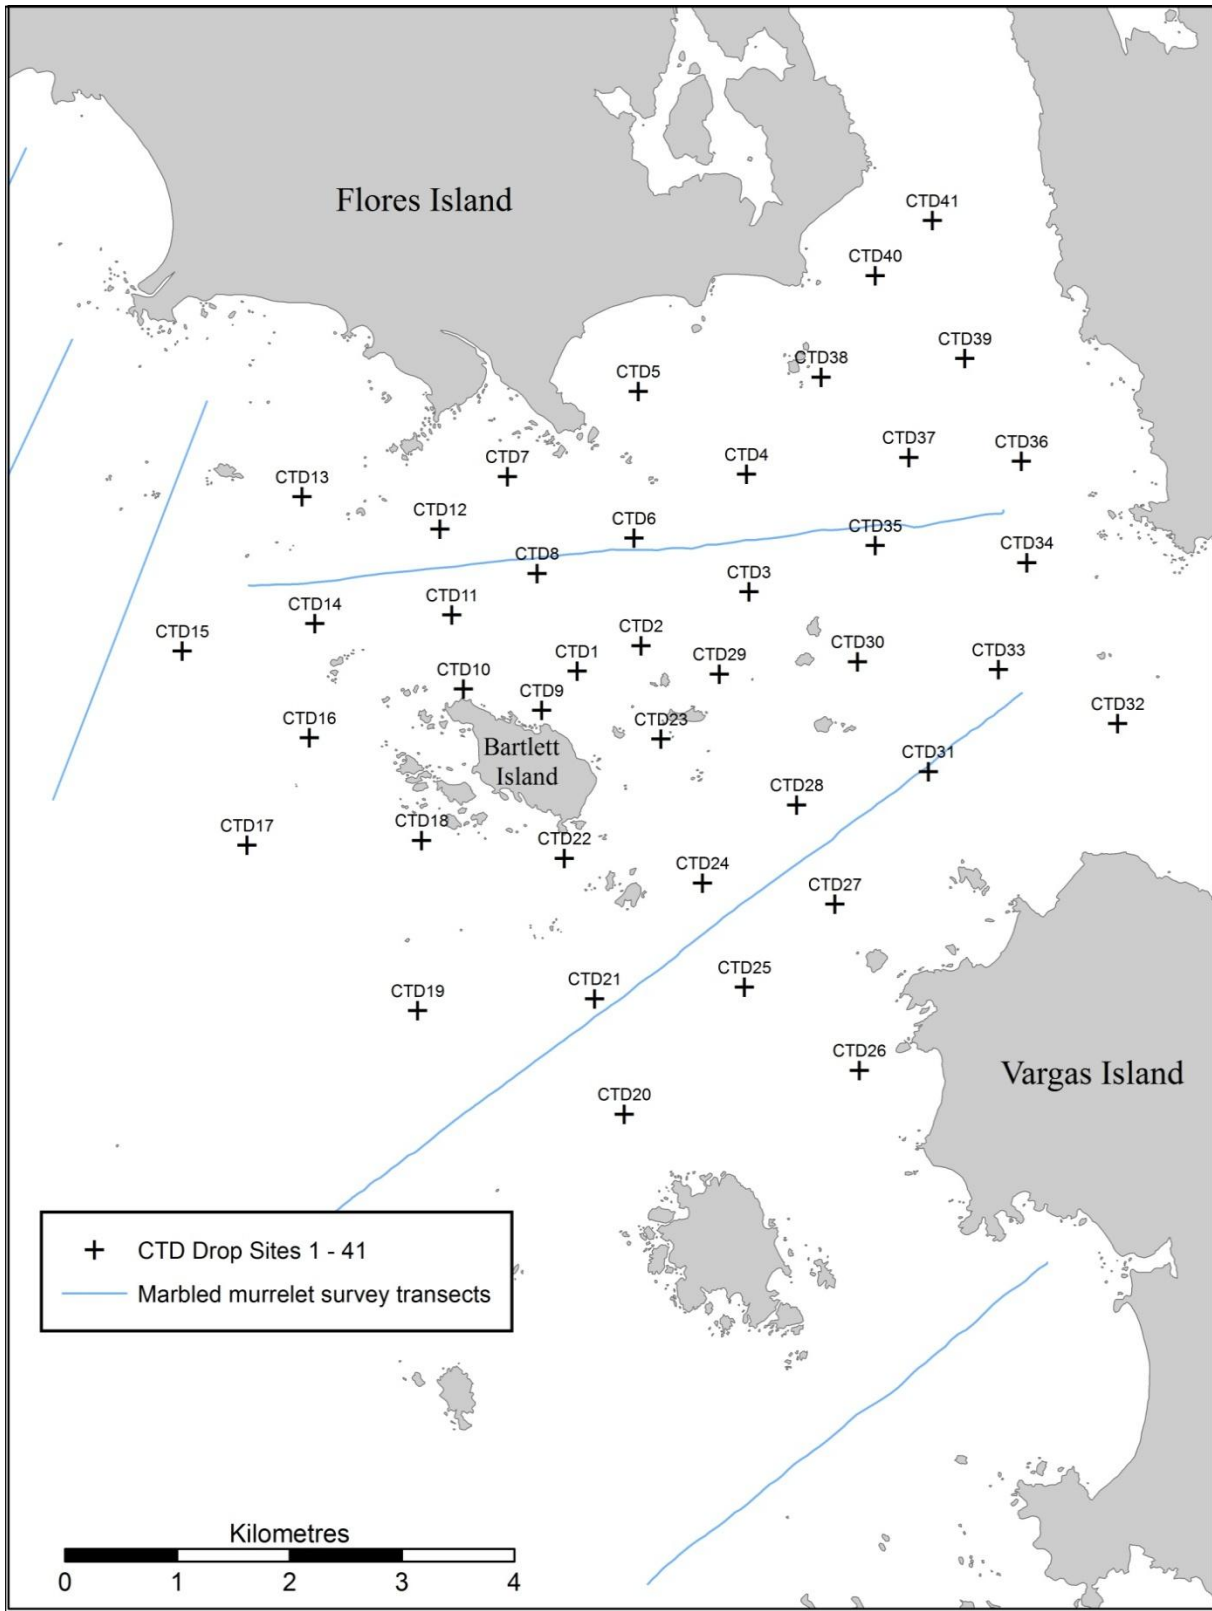 Flores Island
CTD41
CTD40
CTD39
CTD38
CTD5
CTD37
CTD36
CTD4
CTD7
CTD13
CTD12
CTD6
CTD35
CTD34
CTD8
CTD3
CTD11
CTD14
CTD15
CTD2
CTD1
CTD29
CTD30
CTD33
CTD10
CTD9
CTD32
CTD23
CTD16
Bartlett
Island
CTD31
CTD28
CTD17
CTD18
CTD22
CTD24
CTD27
CTD25
CTD21
CTD19
CTD26
Vargas Island
CTD20
CTD Drop Sites 1 - 41
Marbled murrelet survey transects
Kilometres
0 1 2 3 4